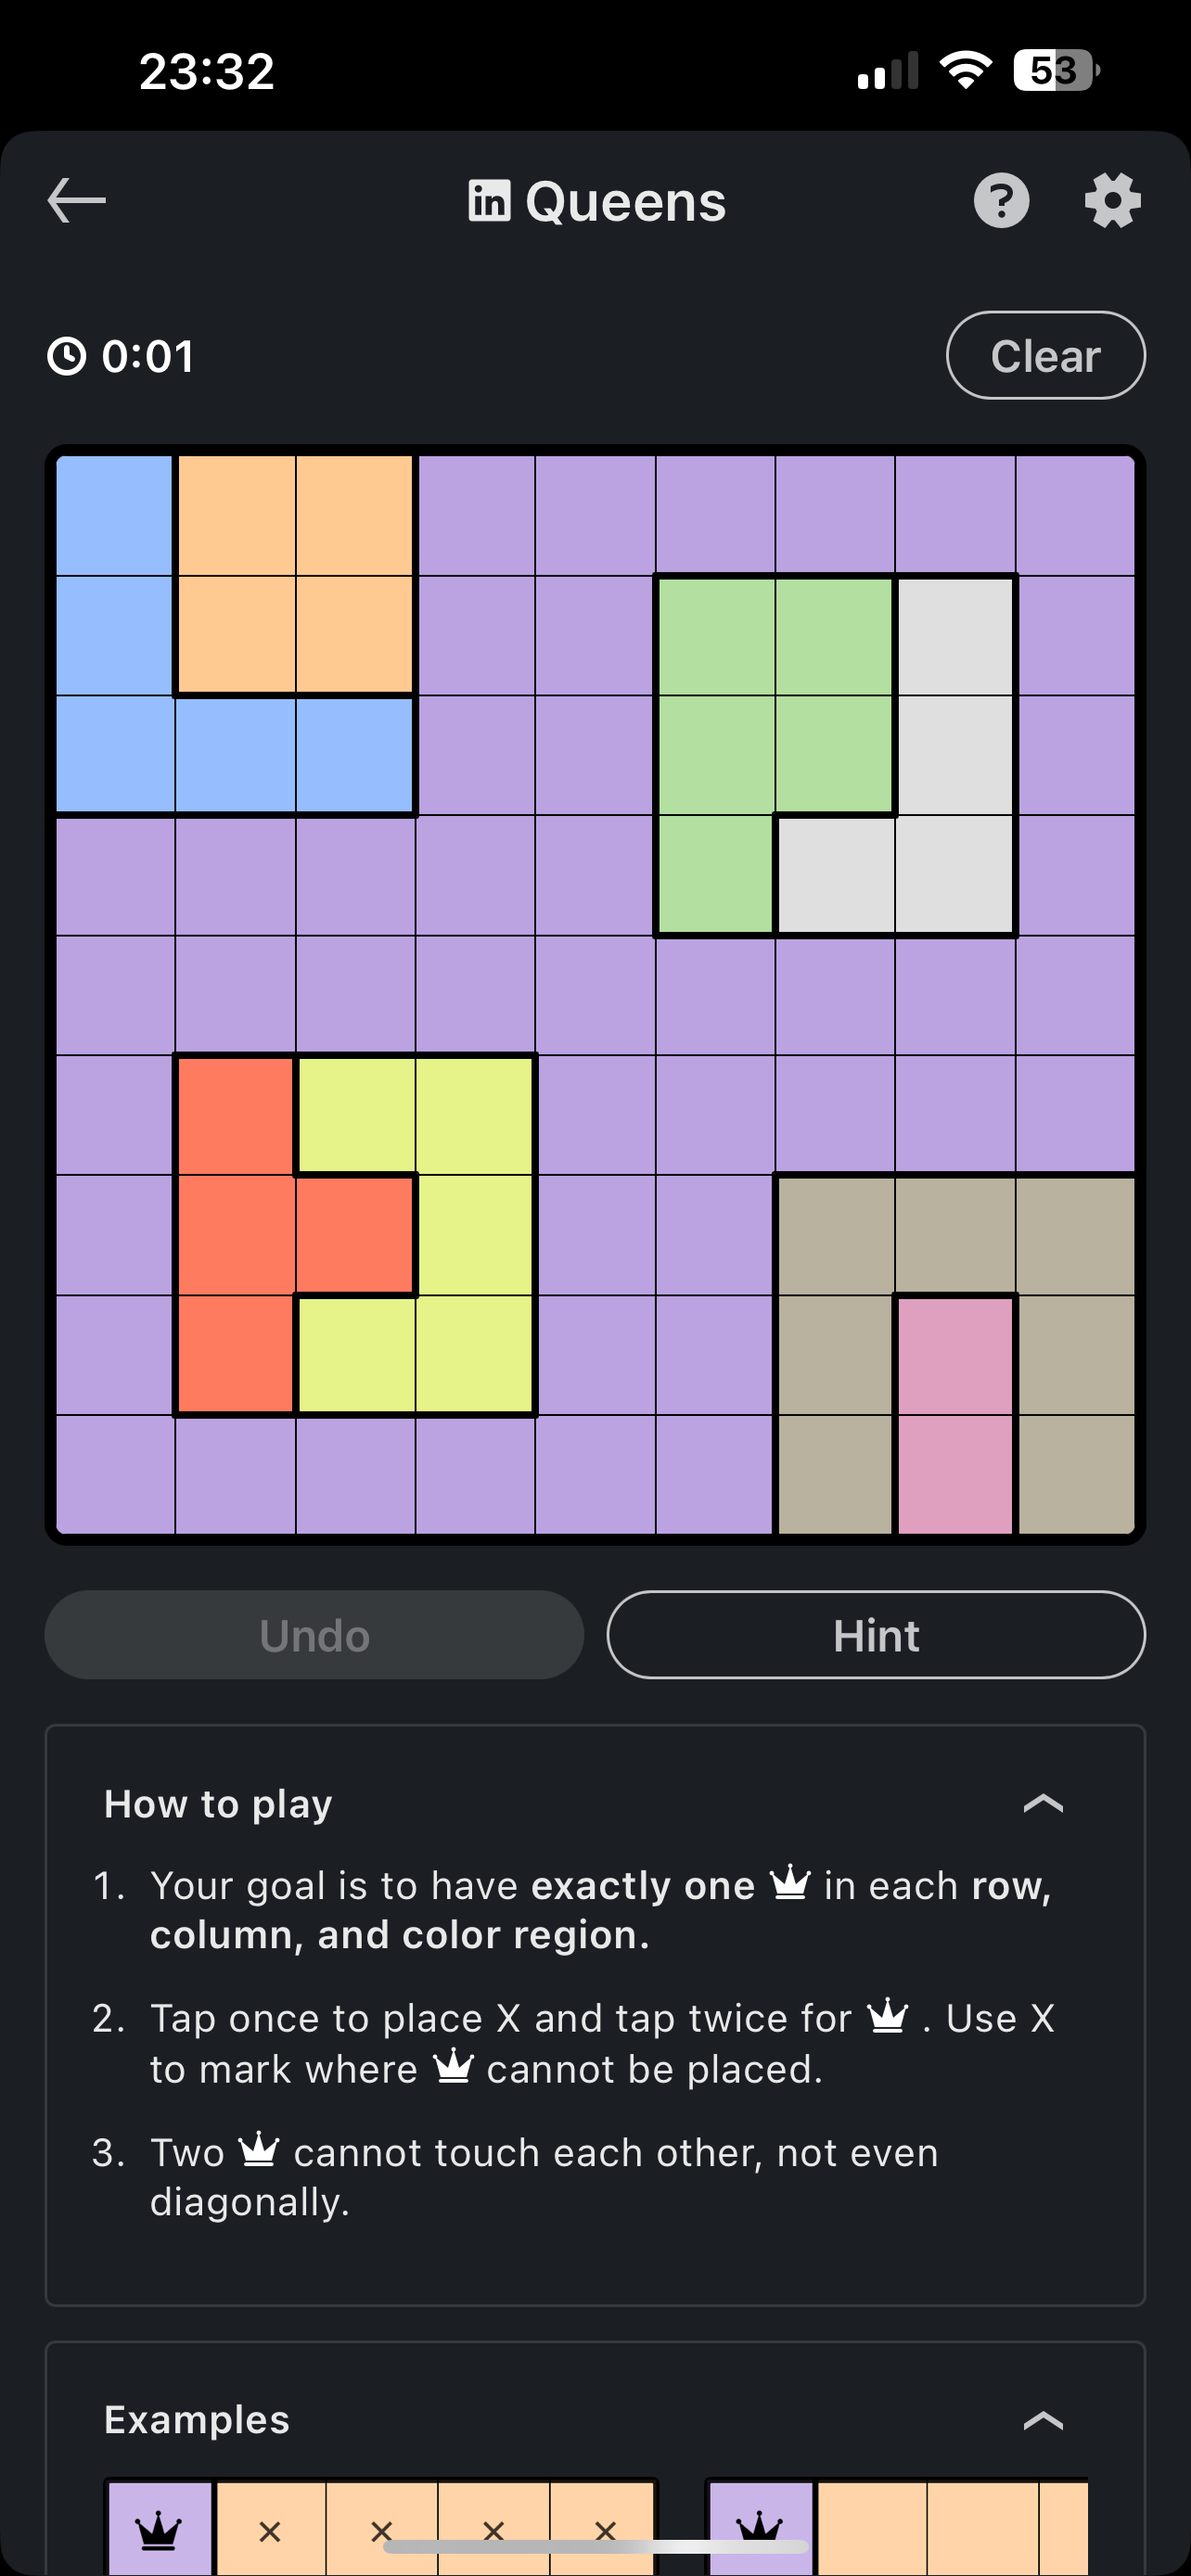 23:32
53
in Queens
?
0:01
Clear
Undo
Hint
How to play
1. Your goal is to have exactly one in each row,
column, and color region.
2. Tap once to place X and tap twice for . Use X
to mark where cannot be placed.
3. Two cannot touch each other, not even
diagonally.
Examples
× × × ×